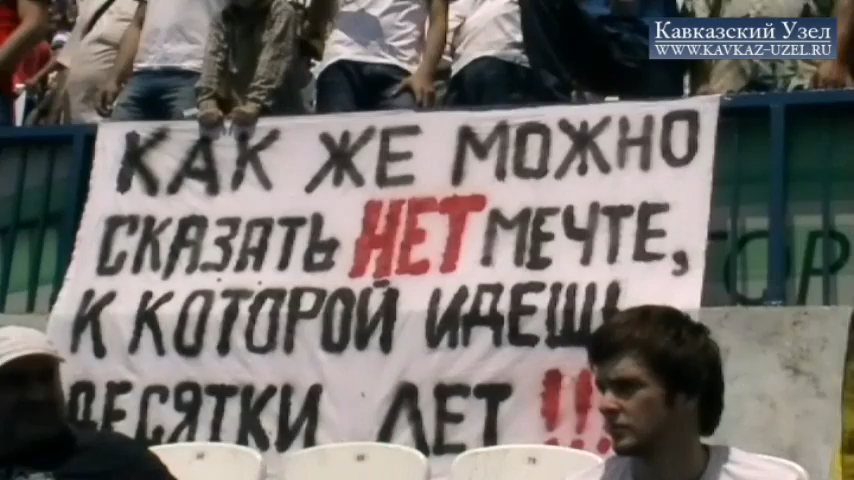 Кавказский Узел
WWW.KAVKAZ-UZEL.RU
КАК ЖЕ МОЖНО
СКАЗАТЬ НЕТ МЕЧТЕ,
К КОТОРОЙ ИДЕШЬ
ДЕСЯТКИ ЛЕТ !!!